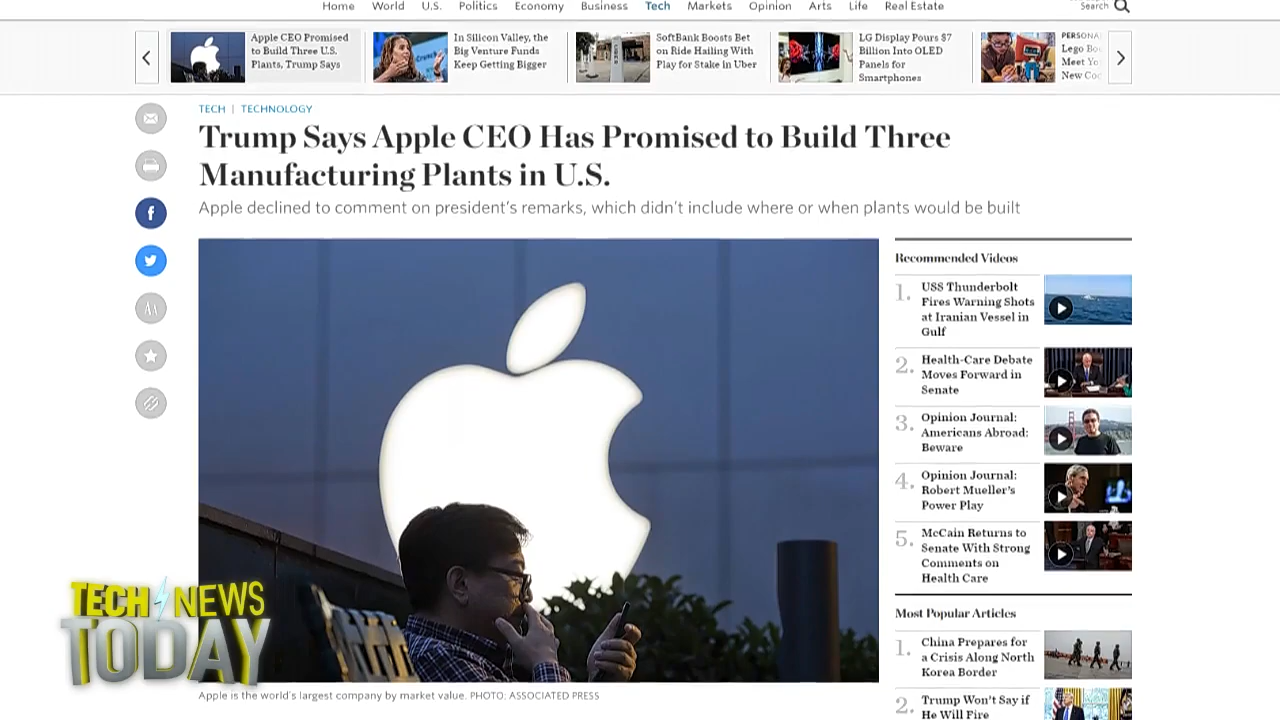 Home World U.S. Politics Economy Business Tech Markets Opinion Arts Life Real Estate Search
Apple CEO Promised
to Build Three U.S.
Plants, Trump Says
In Silicon Valley, the
Big Venture Funds
Keep Getting Bigger
SoftBank Boosts Bet
on Ride Hailing With
Play for Stake in Uber
LG Display Pours $7
Billion Into OLED
Panels for
Smartphones
PERSONA
Lego
Meet
New
TECH | TECHNOLOGY
Trump Says Apple CEO Has Promised to Build Three
Manufacturing Plants in U.S.
Apple declined to comment on president's remarks, which didn't include where or when plants would be built
f
AA
Recommended Videos
1. USS Thunderbolt
Fires Warning Shots
at Iranian Vessel in
Gulf
2. Health-Care Debate
Moves Forward in
Senate
3. Opinion Journal:
Americans Abroad:
Beware
4. Opinion Journal:
Robert Mueller's
Power Play
5. McCain Returns to
Senate With Strong
Comments on
Health Care
Most Popular Articles
1. China Prepares for
a Crisis Along North
Korea Border
2. Trump Won't Say if
He Will Fire
TECH NEWS
TODAY
Apple is the world's largest company by market value. PHOTO: ASSOCIATED PRESS